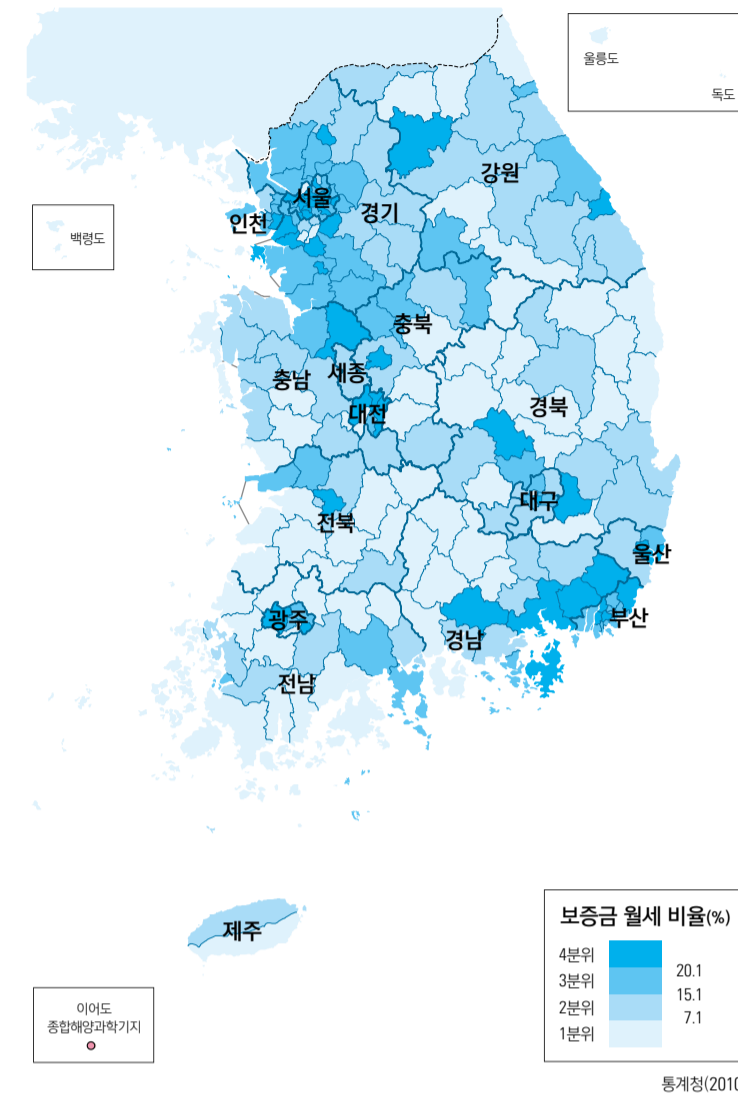 울릉도
독도
강원
서울
경기
인천
백령도
충북
세종
충남
경북
대전
대구
전북
울산
광주
부산
경남
전남
제주
보증금 월세 비율(%)
4분위
20.1
3분위
15.1
2분위
7.1
1분위
이어도
종합해양과학기지
통계청(2010